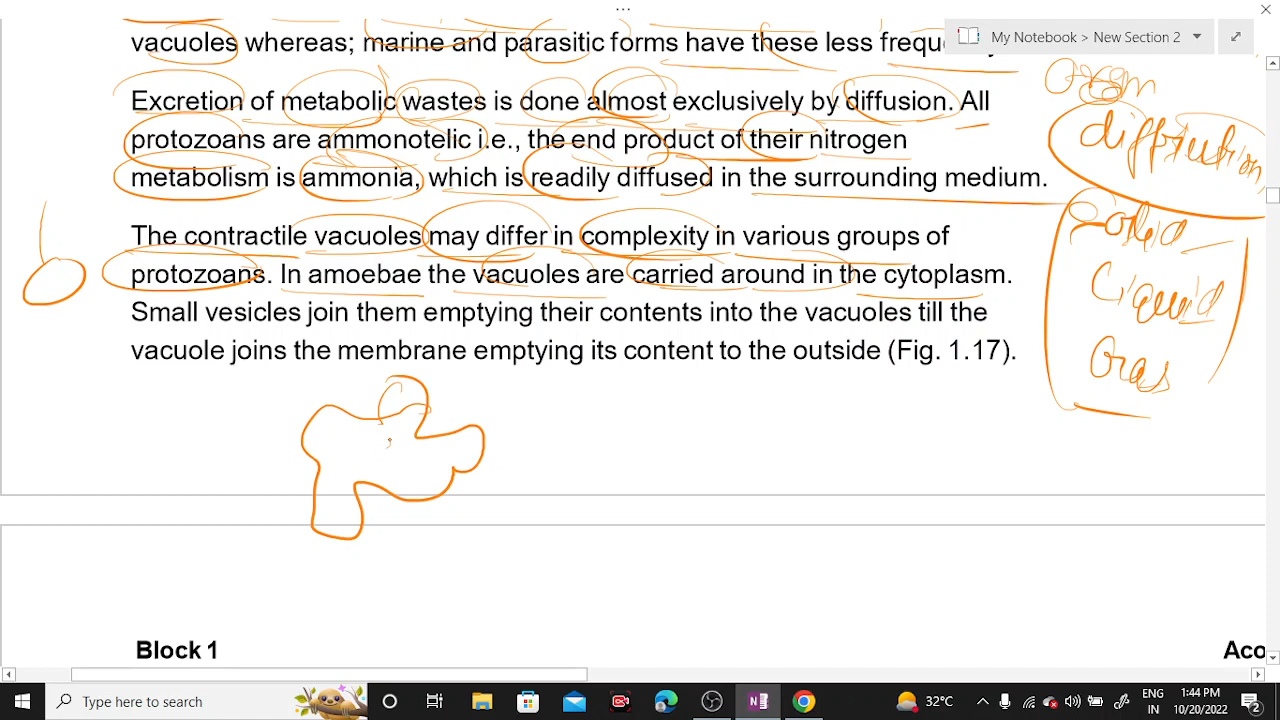 ...
vacuoles whereas; marine and parasitic forms have these less
My Notebook > New Section 2
Excretion of metabolic wastes is done almost exclusively by diffusion. All
protozoans are ammonotelic i.e., the end product of their nitrogen
metabolism is ammonia, which is readily diffused in the surrounding medium.
diffusion
Solid
Liquid
Gas
The contractile vacuoles may differ in complexity in various groups of
protozoans. In amoebae the vacuoles are carried around in the cytoplasm.
Small vesicles join them emptying their contents into the vacuoles till the
vacuole joins the membrane emptying its content to the outside (Fig. 1.17).
Block 1
Aco
Type here to search
32°C
ENG
IN
1:44 PM
10/20/2022
2